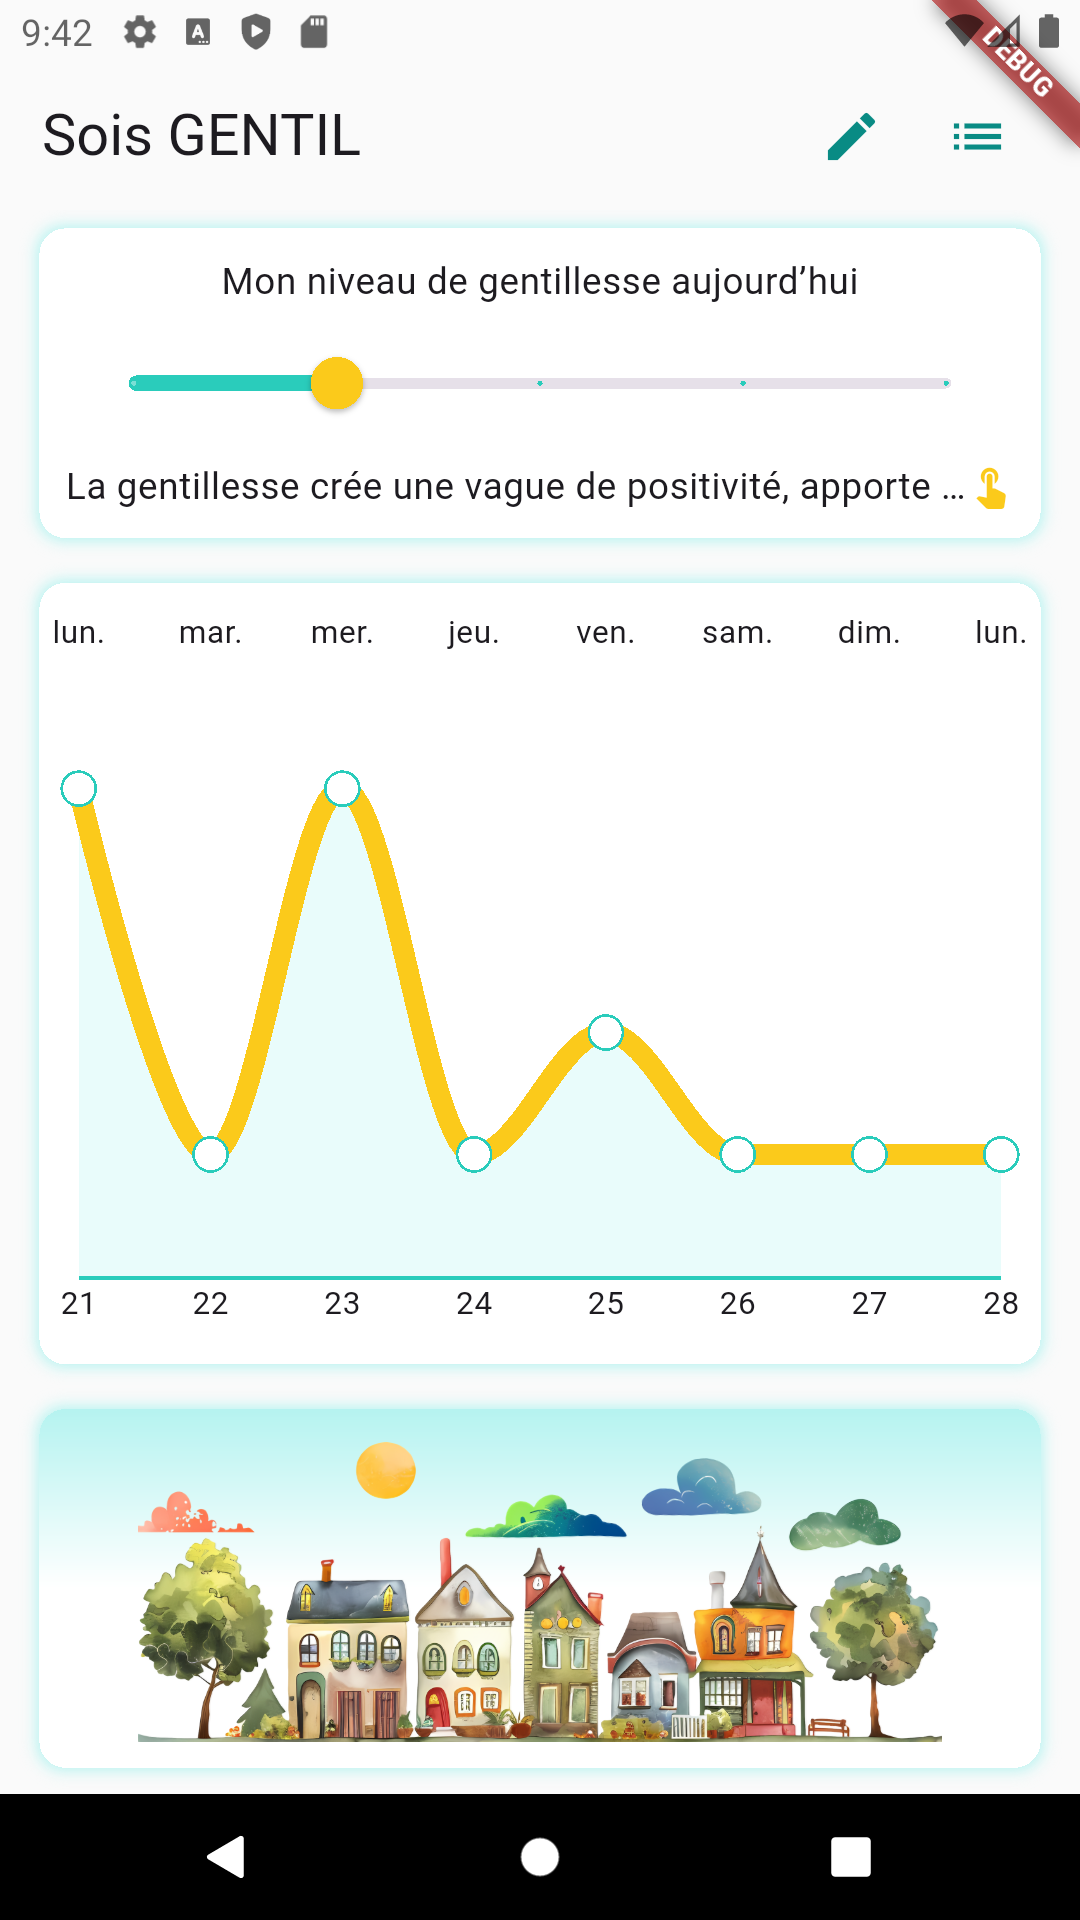 9:42
DEBUG
Sois GENTIL
Mon niveau de gentillesse aujourd’hui
La gentillesse crée une vague de positivité, apporte ...
lun. mar. mer. jeu. ven. sam. dim. lun.
21 22 23 24 25 26 27 28